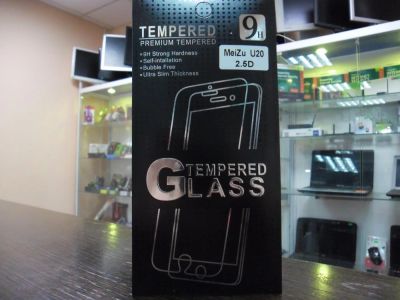 TEMPERED
PREMIUM TEMPERED
9H
9H Strong Hardness
Self-intallation
Bubble Free
Ultra Slim Thickness
MeiZu U20
2.5D
TEMPERED
GLASS